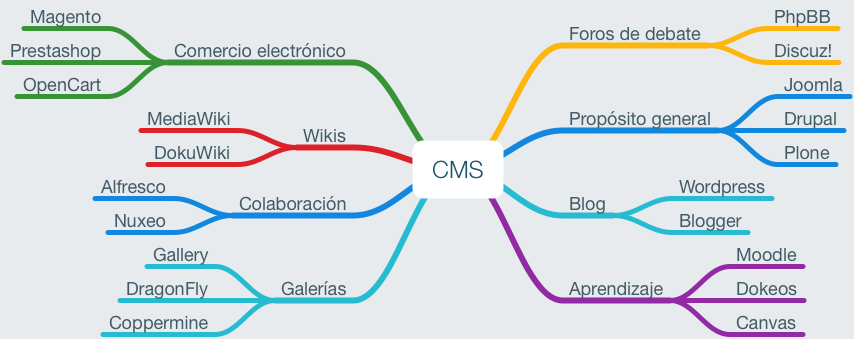 CMS
Comercio electrónico
Magento
Prestashop
OpenCart
Wikis
MediaWiki
DokuWiki
Colaboración
Alfresco
Nuxeo
Galerías
Gallery
DragonFly
Coppermine
Foros de debate
PhpBB
Discuz!
Propósito general
Joomla
Drupal
Plone
Blog
Wordpress
Blogger
Aprendizaje
Moodle
Dokeos
Canvas